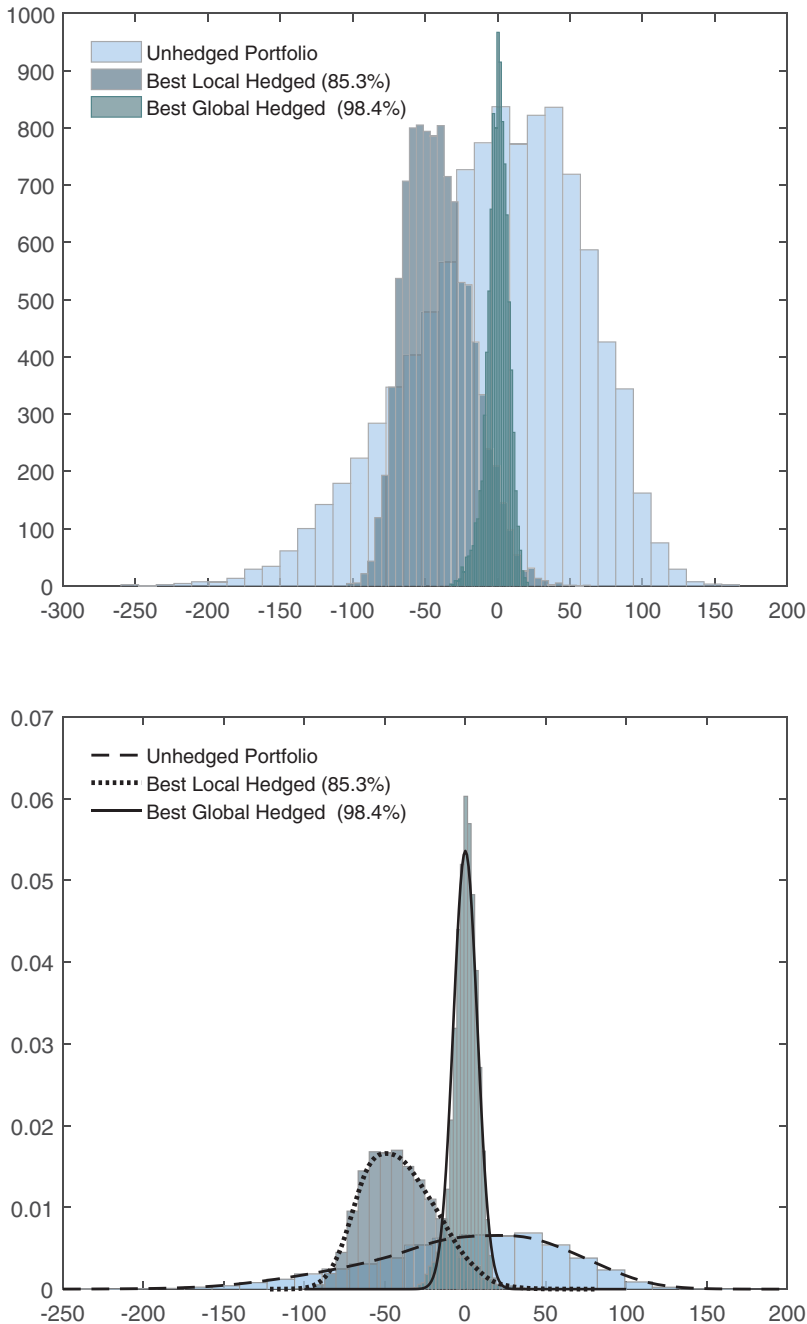 1000
900
800
700
600
500
400
300
200
100
0
Unhedged Portfolio
Best Local Hedged (85.3%)
Best Global Hedged (98.4%)
-300 -250 -200 -150 -100 -50 0 50 100 150 200
0.07
0.06
0.05
0.04
0.03
0.02
0.01
0
Unhedged Portfolio
Best Local Hedged (85.3%)
Best Global Hedged (98.4%)
-250 -200 -150 -100 -50 0 50 100 150 200